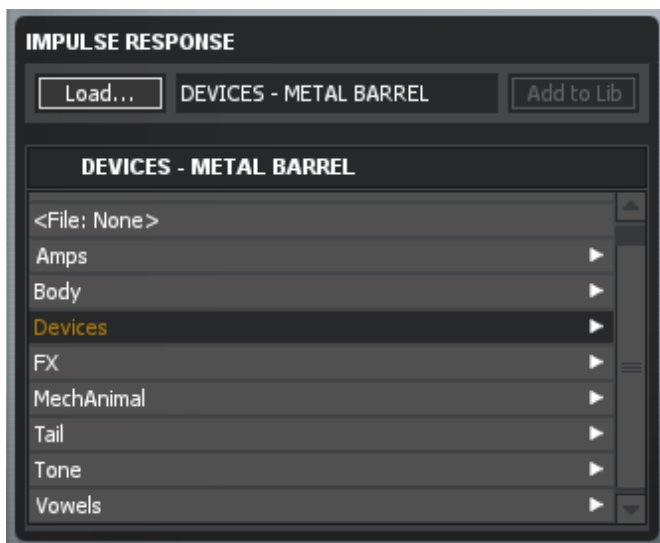 IMPULSE RESPONSE
Load... DEVICES - METAL BARREL Add to Lib
DEVICES - METAL BARREL
<File: None>
Amps
Body
Devices
FX
MechAnimal
Tail
Tone
Vowels